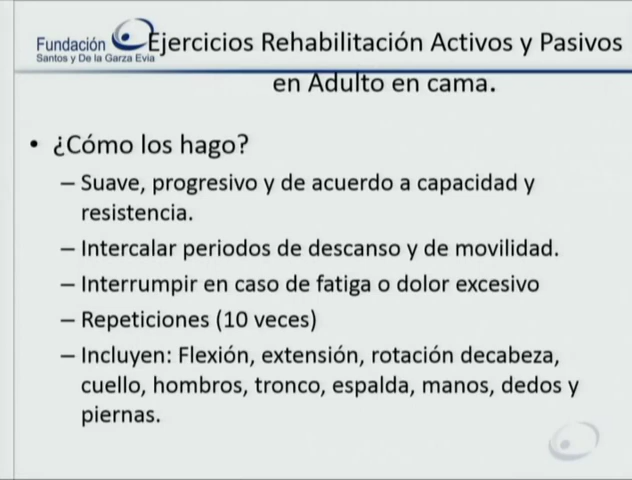 Fundación
Santos y De la Garza Evia
Ejercicios Rehabilitación Activos y Pasivos
en Adulto en cama.
• ¿Cómo los hago?
– Suave, progresivo y de acuerdo a capacidad y
resistencia.
– Intercalar periodos de descanso y de movilidad.
– Interrumpir en caso de fatiga o dolor excesivo
– Repeticiones (10 veces)
– Incluyen: Flexión, extensión, rotación decabeza,
cuello, hombros, tronco, espalda, manos, dedos y
piernas.